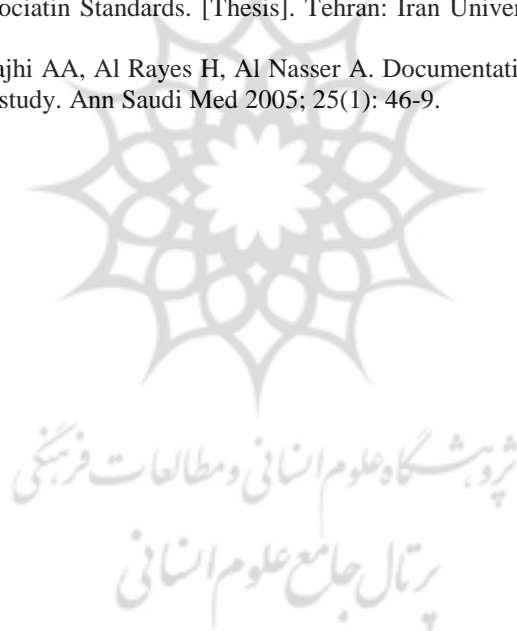 ociatin Standards. [Thesis]. Tehran: Iran Univer
ajhi AA, Al Rayes H, Al Nasser A. Documentati
study. Ann Saudi Med 2005; 25(1): 46-9.
پژوهشگاه علوم انسانی و مطالعات فرهنگی
پرتال جامع علوم انسانی